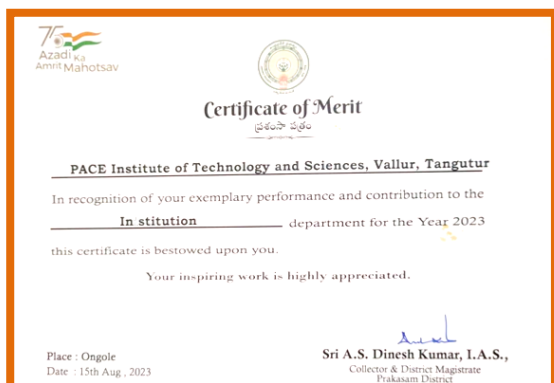 75
Azadi Ka
Amrit Mahotsav
Certificate of Merit
ప్రశంసా పత్రం
PACE Institute of Technology and Sciences, Vallur, Tangutur
In recognition of your exemplary performance and contribution to the
In stitution department for the Year 2023
this certificate is bestowed upon you.
Your inspiring work is highly appreciated.
Place : Ongole
Date : 15th Aug , 2023
Sri A.S. Dinesh Kumar, I.A.S.,
Collector & District Magistrate
Prakasam District